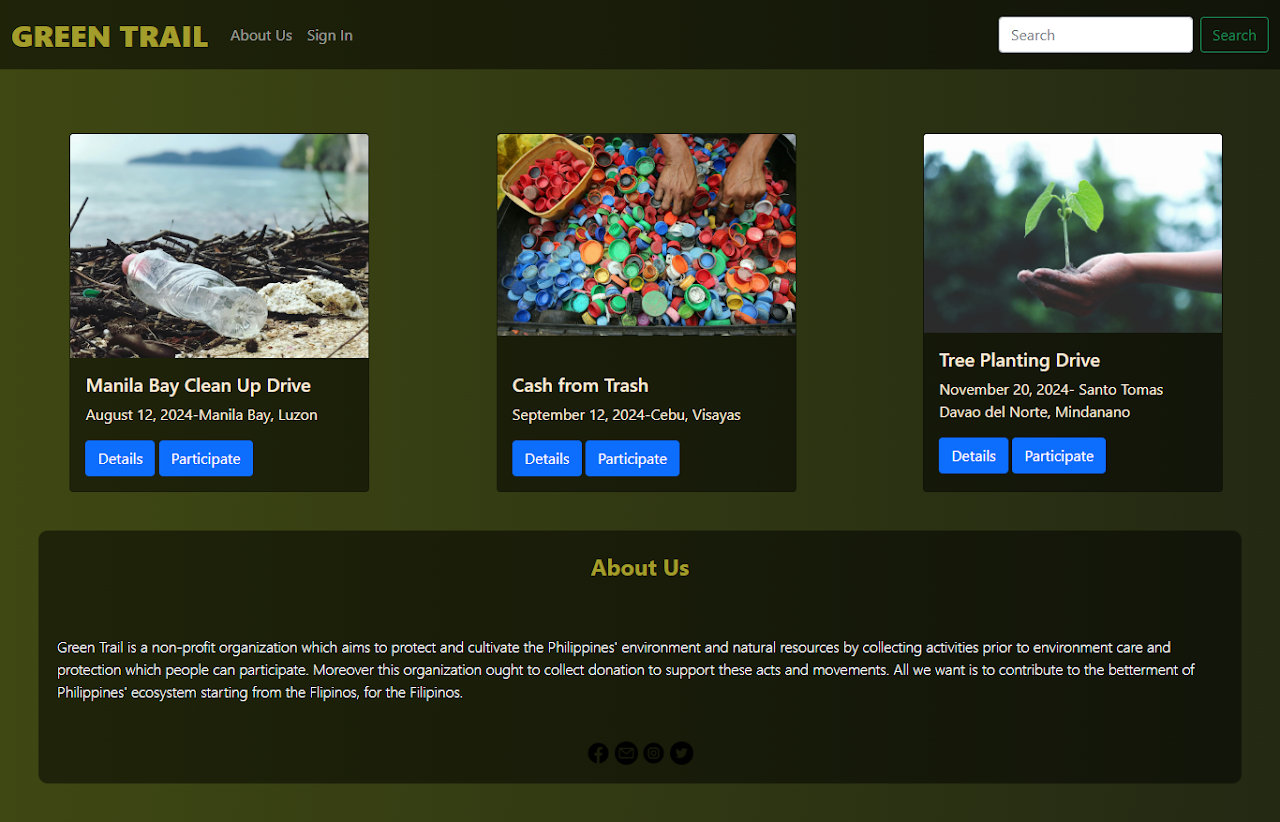 GREEN TRAIL About Us Sign In Search Search
Manila Bay Clean Up Drive
August 12, 2024-Manila Bay, Luzon
Details Participate
Cash from Trash
September 12, 2024-Cebu, Visayas
Details Participate
Tree Planting Drive
November 20, 2024- Santo Tomas
Davao del Norte, Mindanano
Details Participate
About Us
Green Trail is a non-profit organization which aims to protect and cultivate the Philippines' environment and natural resources by collecting activities prior to environment care and
protection which people can participate. Moreover this organization ought to collect donation to support these acts and movements. All we want is to contribute to the betterment of
Philippines' ecosystem starting from the Flipinos, for the Filipinos.